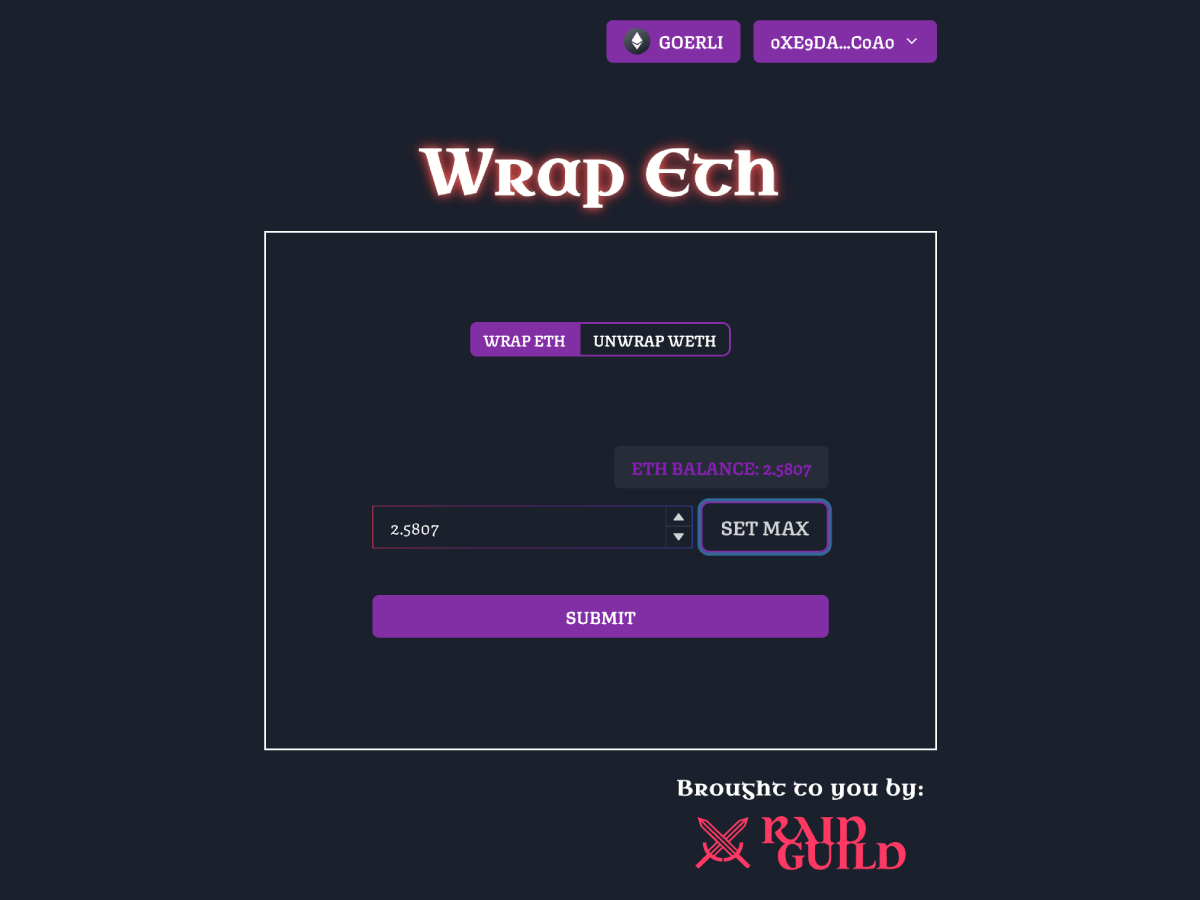 GOERLI
0XE9DA...C0A0
Wrap Eth
WRAP ETH
UNWRAP WETH
ETH BALANCE: 2.5807
2.5807
SET MAX
SUBMIT
Brought to you by:
RAID
GUILD